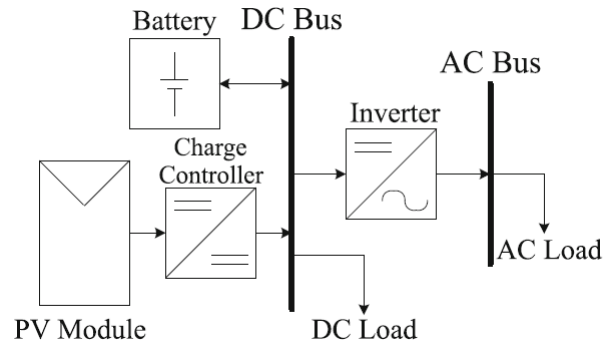 Battery
DC Bus
AC Bus
Inverter
Charge
Controller
AC Load
PV Module
DC Load